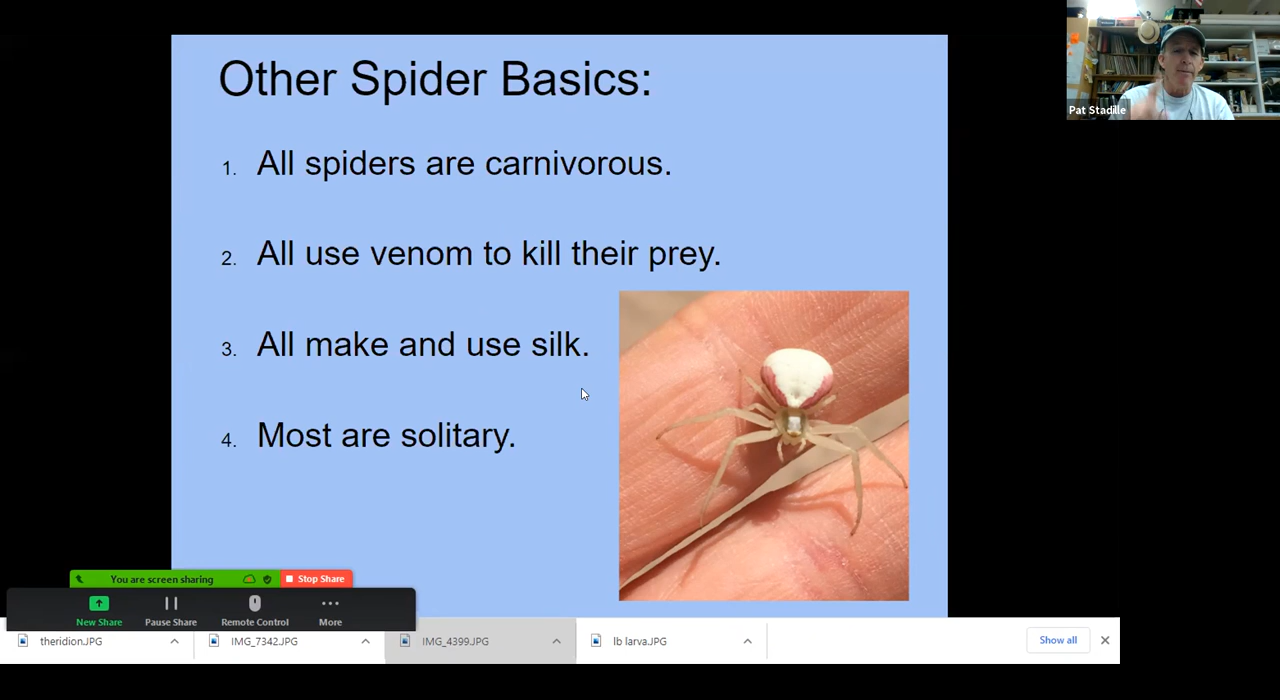 Other Spider Basics:
1. All spiders are carnivorous.
2. All use venom to kill their prey.
3. All make and use silk.
4. Most are solitary.
Pat Stadille
You are screen sharing
Stop Share
New Share
Pause Share
Remote Control
More
theridion.JPG
IMG_7342.JPG
IMG_4399.JPG
lb larva.JPG
Show all